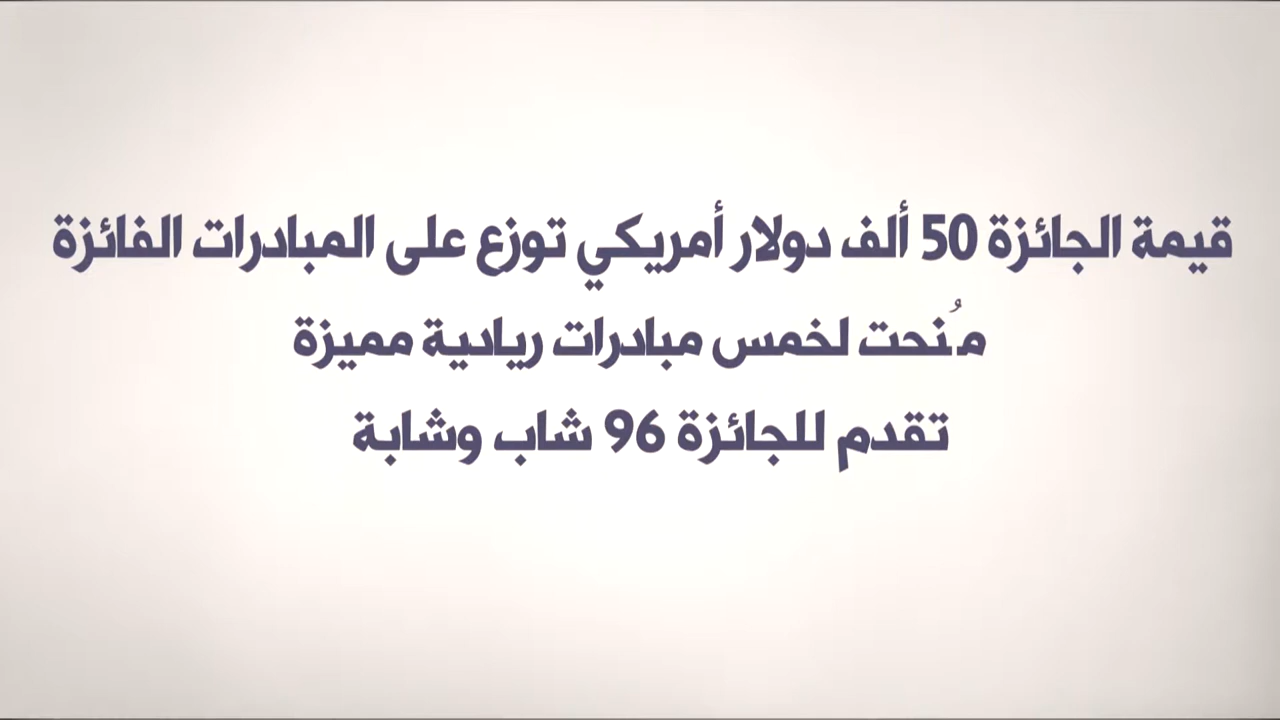 قيمة الجائزة 50 ألف دولار أمريكي توزع على المبادرات الفائزة
مُنحت لخمس مبادرات ريادية مميزة
تقدم للجائزة 96 شاب وشابة